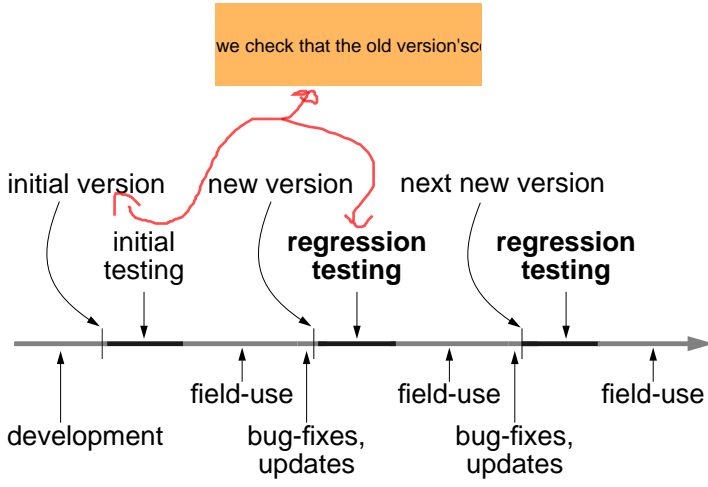 we check that the old version'sc
initial version
new version
next new version
initial
testing
regression
testing
regression
testing
field-use
field-use
field-use
development
bug-fixes,
updates
bug-fixes,
updates